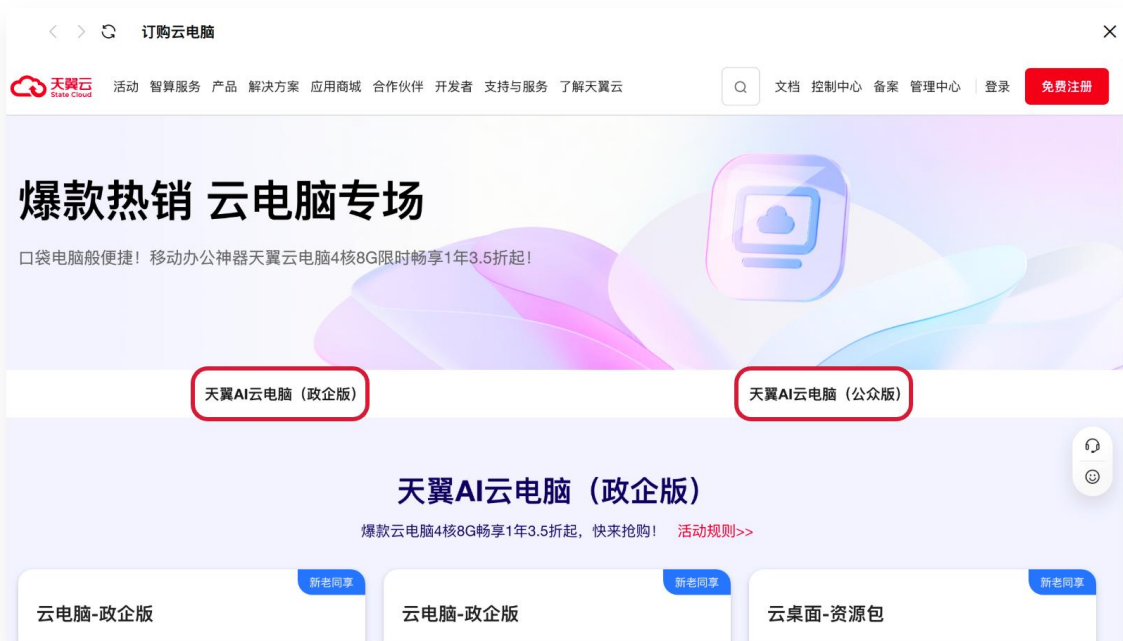 订购云电脑
天翼云 State Cloud 活动 智算服务 产品 解决方案 应用商城 合作伙伴 开发者 支持与服务 了解天翼云 文档 控制中心 备案 管理中心 登录 免费注册
爆款热销 云电脑专场
口袋电脑般便捷！移动办公神器天翼云电脑4核8G限时畅享1年3.5折起！
天翼AI云电脑（政企版） 天翼AI云电脑（公众版）
天翼AI云电脑（政企版）
爆款云电脑4核8G畅享1年3.5折起，快来抢购！ 活动规则>>
新老同享 新老同享 新老同享
云电脑-政企版 云电脑-政企版 云桌面-资源包